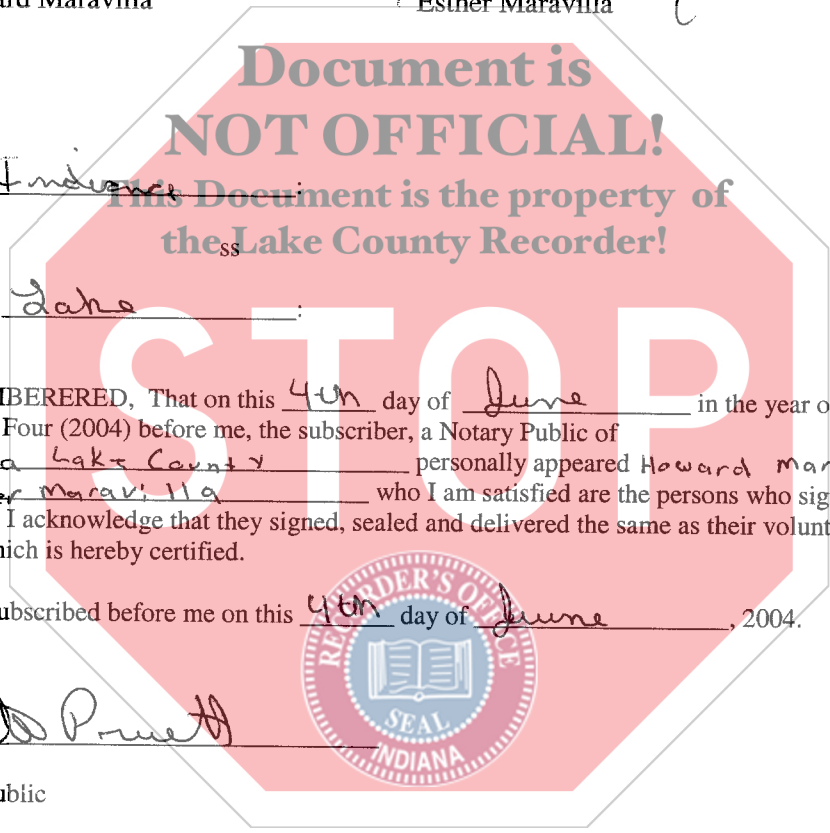 ard Maravilla Esther Maravilla
Document is
NOT OFFICIAL!
Indiana :
This Document is the property of
the Lake County Recorder!
ss
Lake :
STOP
BERERED, That on this 4th day of June in the year o
Four (2004) before me, the subscriber, a Notary Public of
a Lake County personally appeared Howard Mar
er Maravilla who I am satisfied are the persons who sig
I acknowledge that they signed, sealed and delivered the same as their volunt
hich is hereby certified.
ubscribed before me on this 4th day of June, 2004.
RECORDER'S OFFICE
SEAL
INDIANA
Pruett
ublic